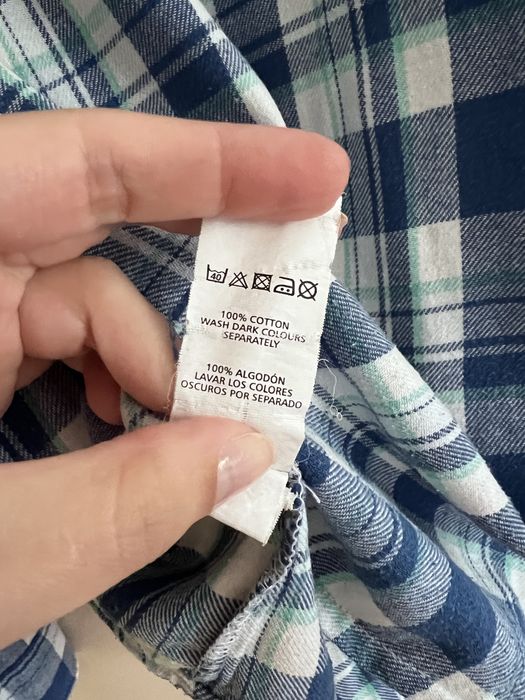 40
100% COTTON
WASH DARK COLOURS
SEPARATELY
100% ALGODÓN
LAVAR LOS COLORES
OSCUROS POR SEPARADO